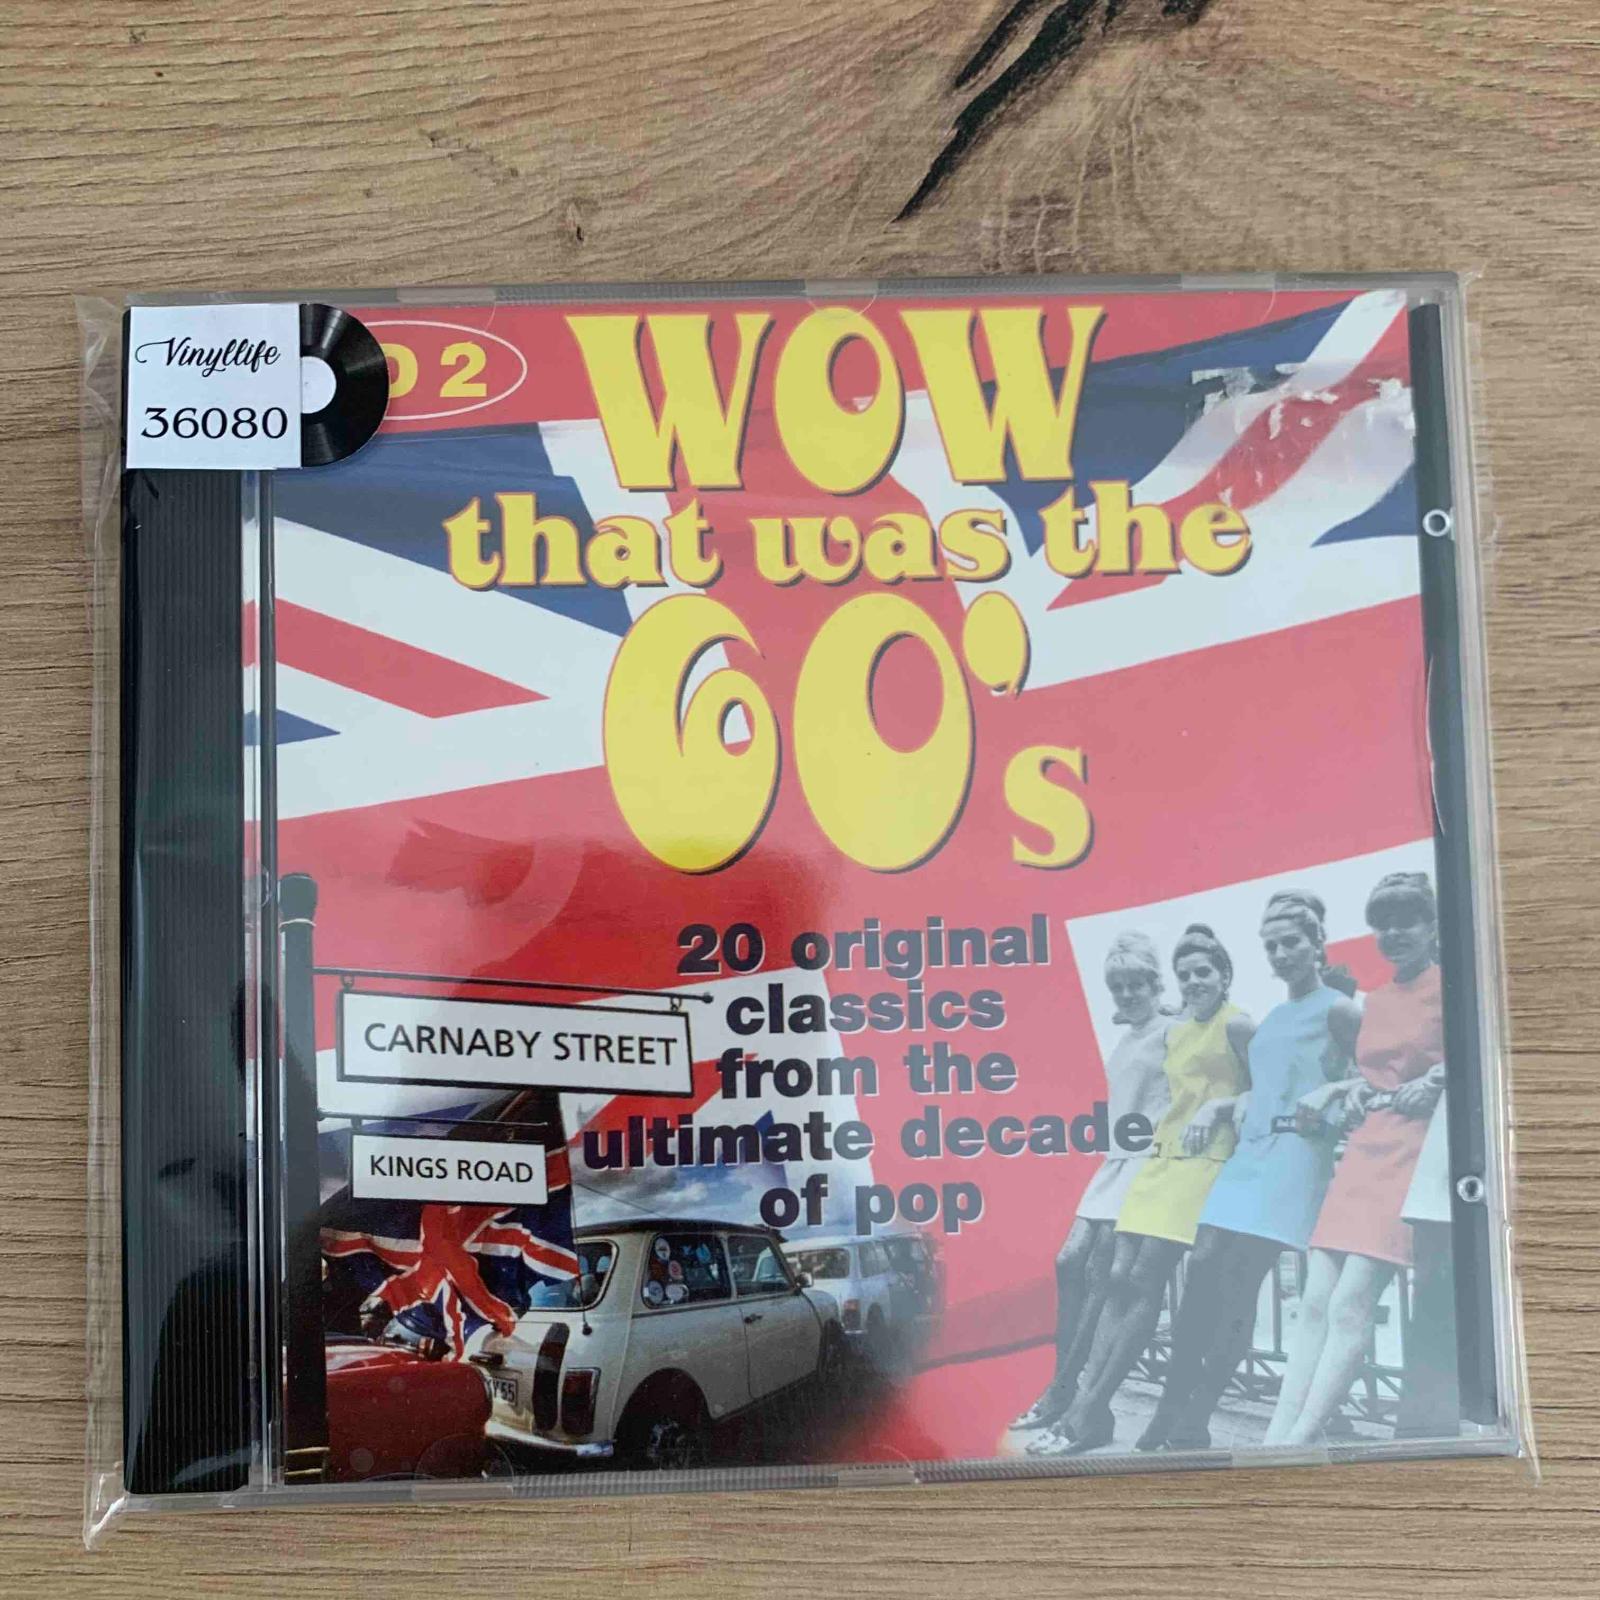 Vinyllife
36080
D 2
WOW
that was the
60's
20 original
classics
from the
ultimate decade
of pop
CARNABY STREET
KINGS ROAD